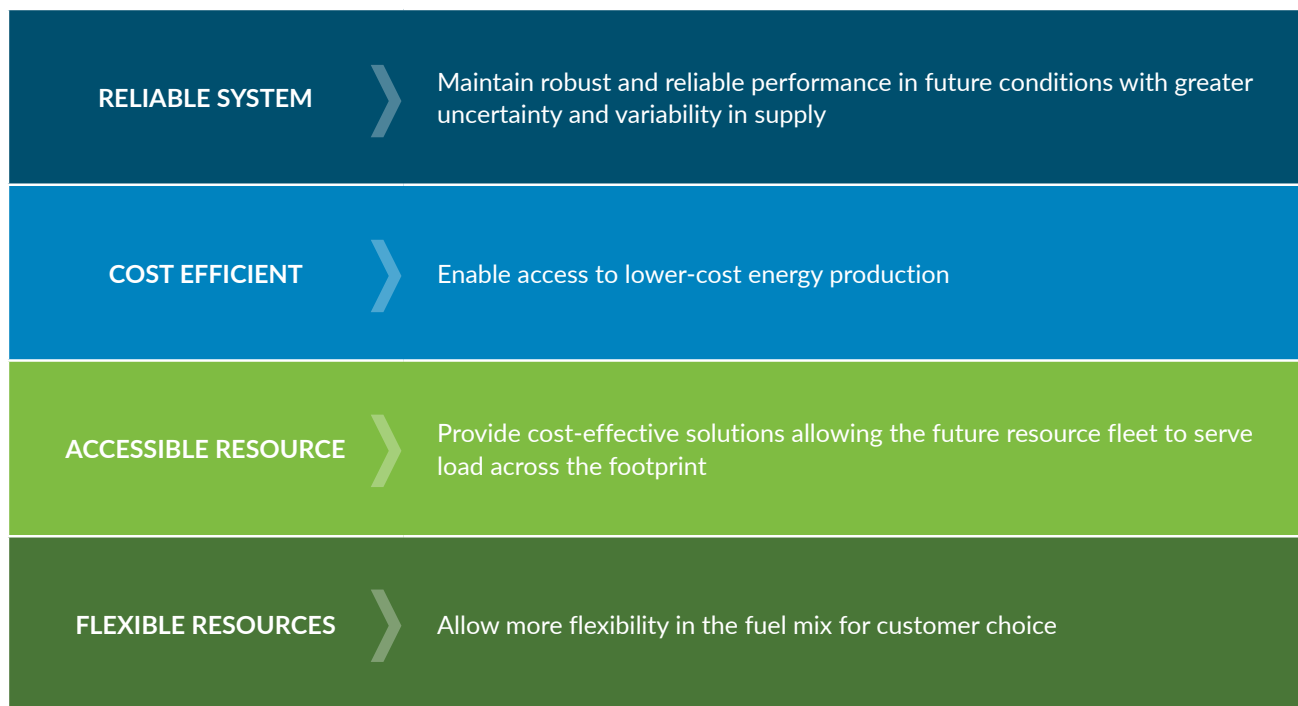 RELIABLE SYSTEM
Maintain robust and reliable performance in future conditions with greater
uncertainty and variability in supply
COST EFFICIENT
Enable access to lower-cost energy production
ACCESSIBLE RESOURCE
Provide cost-effective solutions allowing the future resource fleet to serve
load across the footprint
FLEXIBLE RESOURCES
Allow more flexibility in the fuel mix for customer choice